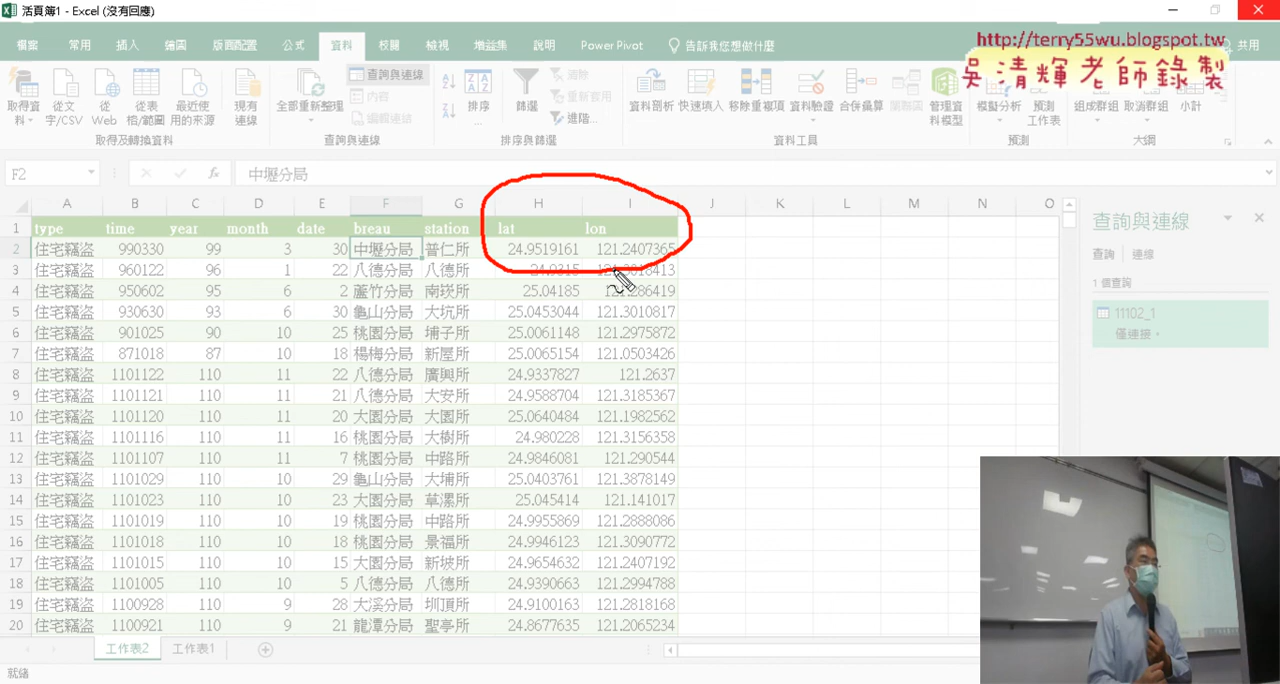 活頁簿1 - Excel (沒有回應)
檔案 常用 插入 繪圖 版面配置 公式 資料 校閱 檢視 增益集 說明 Power Pivot 告訴我您想做什麼 共用
http://terry55wu.blogspot.tw
吳清輝老師錄製
取得資料 從文字/CSV 從 Web 從表格/範圍 最近使用的來源 現有連線 全部重新整理 查詢與連線 內容 編輯連結 排序 篩選 清除 重新套用 進階... 資料剖析 快速填入 移除重複項 資料驗證 合併彙算 關聯圖 管理資料模型 模擬分析 預測工作表 組成群組 取消群組 小計
取得及轉換資料 查詢與連線 排序與篩選 資料工具 預測 大綱
F2 fx 中壢分局
A B C D E F G H I J K L M N O
1 type time year month date breau station lat lon
2 住宅竊盜 990330 99 3 30 中壢分局 普仁所 24.9519161 121.2407365
3 住宅竊盜 960122 96 1 22 八德分局 八德所 24.9315 121.3018413
4 住宅竊盜 950602 95 6 2 蘆竹分局 南崁所 25.04185 121.286419
5 住宅竊盜 930630 93 6 30 龜山分局 大坑所 25.0453044 121.3010817
6 住宅竊盜 901025 90 10 25 桃園分局 埔子所 25.0061148 121.2975872
7 住宅竊盜 871018 87 10 18 楊梅分局 新屋所 25.0065154 121.0503426
8 住宅竊盜 1101122 110 11 22 八德分局 廣興所 24.9337827 121.2637
9 住宅竊盜 1101121 110 11 21 八德分局 大安所 24.9588704 121.3185367
10 住宅竊盜 1101120 110 11 20 大園分局 大園所 25.0640484 121.1982562
11 住宅竊盜 1101116 110 11 16 桃園分局 大樹所 24.980228 121.3156358
12 住宅竊盜 1101107 110 11 7 桃園分局 中路所 24.9846081 121.290544
13 住宅竊盜 1101029 110 10 29 龜山分局 大埔所 25.0403761 121.3878149
14 住宅竊盜 1101023 110 10 23 大園分局 草漯所 25.045414 121.141017
15 住宅竊盜 1101019 110 10 19 桃園分局 中路所 24.9955869 121.2888086
16 住宅竊盜 1101018 110 10 18 桃園分局 景福所 24.9946123 121.3090772
17 住宅竊盜 1101015 110 10 15 大園分局 新坡所 24.9654632 121.2407192
18 住宅竊盜 1101005 110 10 5 八德分局 八德所 24.9390663 121.2994788
19 住宅竊盜 1100928 110 9 28 大溪分局 圳頂所 24.9100163 121.2818168
20 住宅竊盜 1100921 110 9 21 龍潭分局 聖亭所 24.8677635 121.2065234
查詢與連線
查詢 連線
1 個查詢
11102_1
僅連接。
工作表2 工作表1
就緒